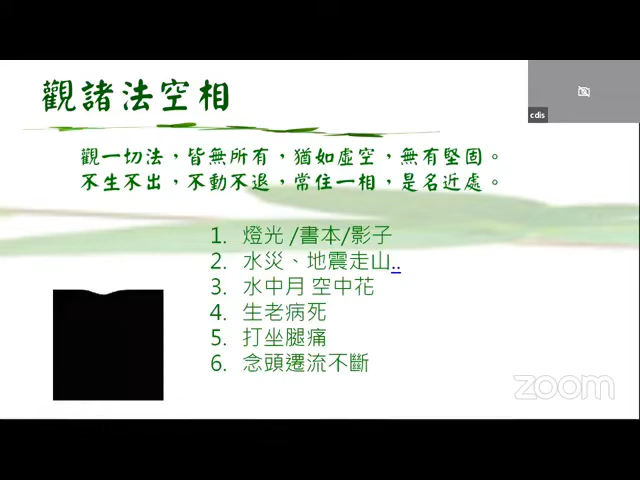 觀諸法空相
cdis
觀一切法，皆無所有，猶如虛空，無有堅固。
不生不出，不動不退，常住一相，是名近處。
1. 燈光 /書本/影子
2. 水災、地震走山..
3. 水中月 空中花
4. 生老病死
5. 打坐腿痛
6. 念頭遷流不斷
zoom